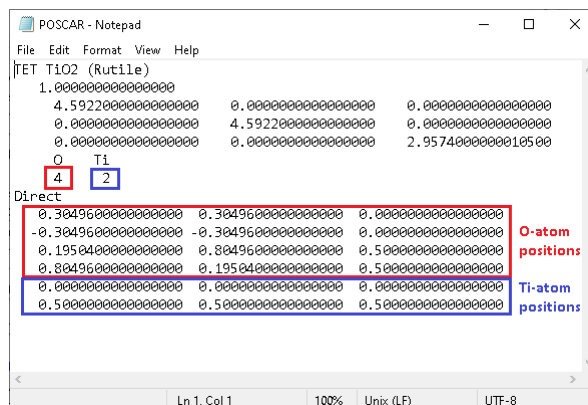 POSCAR - Notepad
File Edit Format View Help
TET TiO2 (Rutile)
1.000000000000000
4.5922000000000000 0.0000000000000000 0.0000000000000000
0.0000000000000000 4.5922000000000000 0.0000000000000000
0.0000000000000000 0.0000000000000000 2.9574000000010500
O Ti
4 2
Direct
0.3049600000000000 0.3049600000000000 0.0000000000000000
-0.3049600000000000 -0.3049600000000000 0.0000000000000000 O-atom
0.1950400000000000 0.8049600000000000 0.5000000000000000 positions
0.8049600000000000 0.1950400000000000 0.5000000000000000
0.0000000000000000 0.0000000000000000 0.0000000000000000 Ti-atom
0.5000000000000000 0.5000000000000000 0.5000000000000000 positions
Ln 1, Col 1 100% Unix (LF) UTF-8